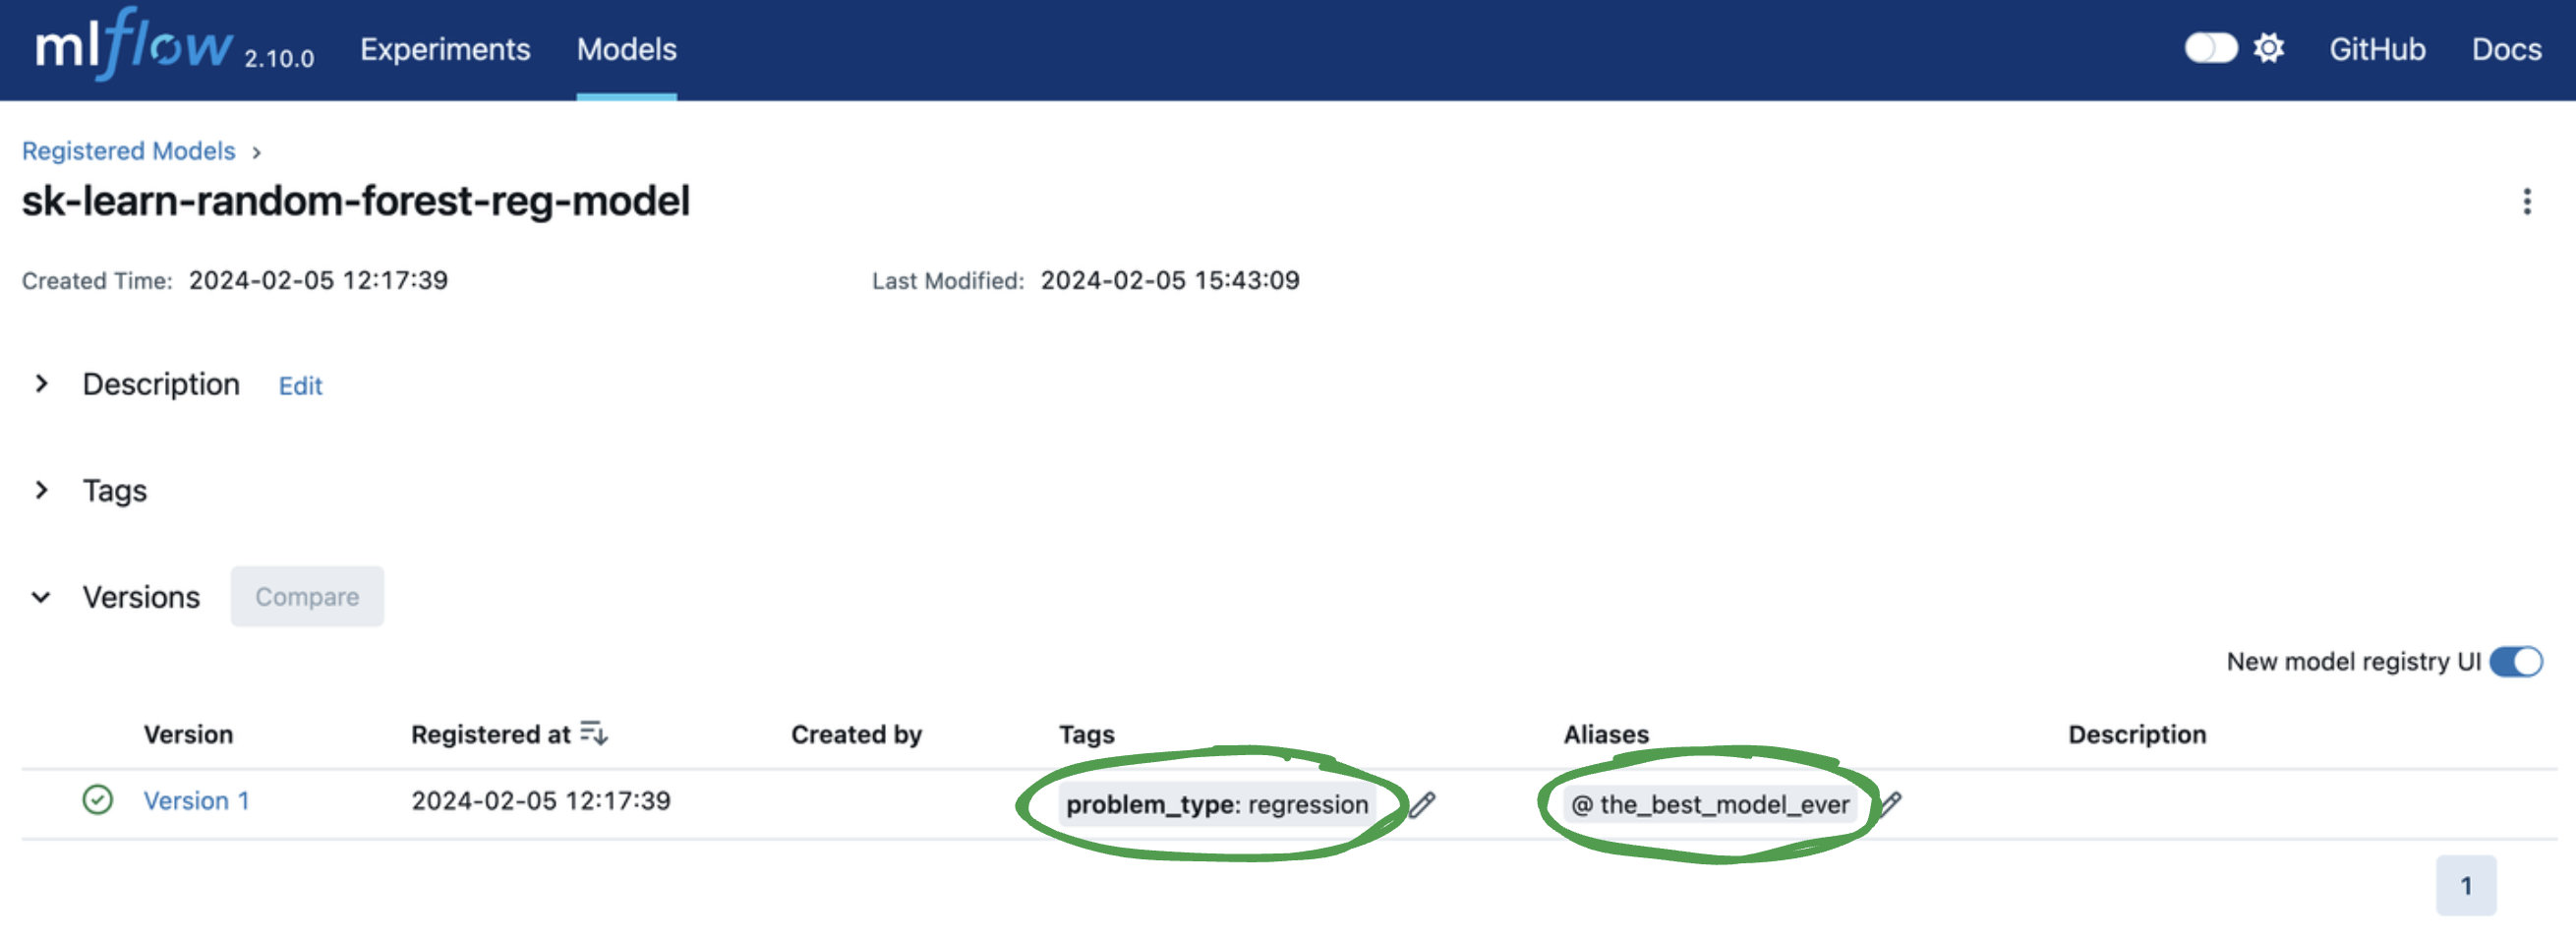 mlflow 2.10.0 Experiments Models GitHub Docs
Registered Models
sk-learn-random-forest-reg-model
Created Time: 2024-02-05 12:17:39 Last Modified: 2024-02-05 15:43:09
Description Edit
Tags
Versions Compare
New model registry UI
Version Registered at Created by Tags Aliases Description
Version 1 2024-02-05 12:17:39 problem_type: regression @ the_best_model_ever
1